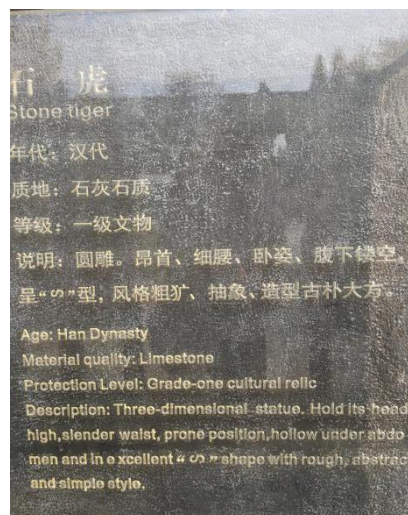 石 虎
Stone tiger
年代：汉代
质地：石灰石质
等级：一级文物
说明：圆雕。昂首、细腰、卧姿、腹下镂空，
呈“S”型，风格粗犷、抽象、造型古朴大方。
Age: Han Dynasty
Material quality: Limestone
Protection Level: Grade-one cultural relic
Description: Three-dimensional statue. Hold its head
high,slender waist, prone position,hollow under abdo
men and in e xcellent “S” shape with rough, abstrac
and simple style.